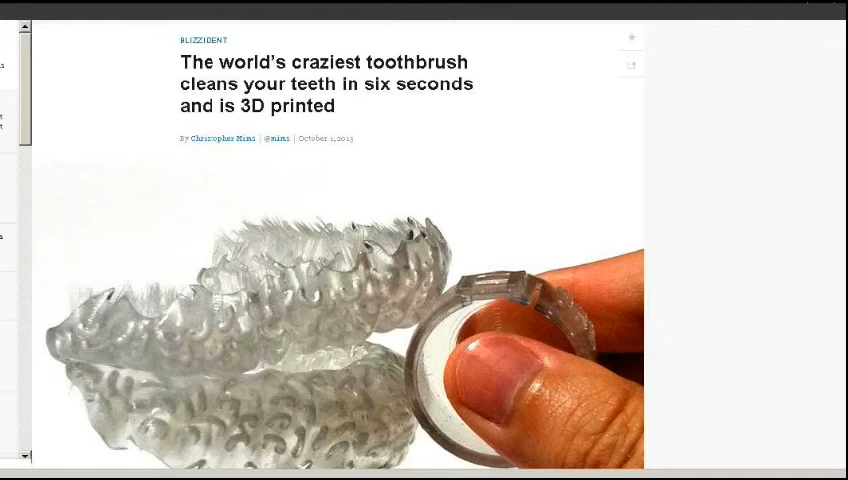 BLIZZIDENT
The world's craziest toothbrush
cleans your teeth in six seconds
and is 3D printed
By Christopher Mims | @mims | October 1, 2013